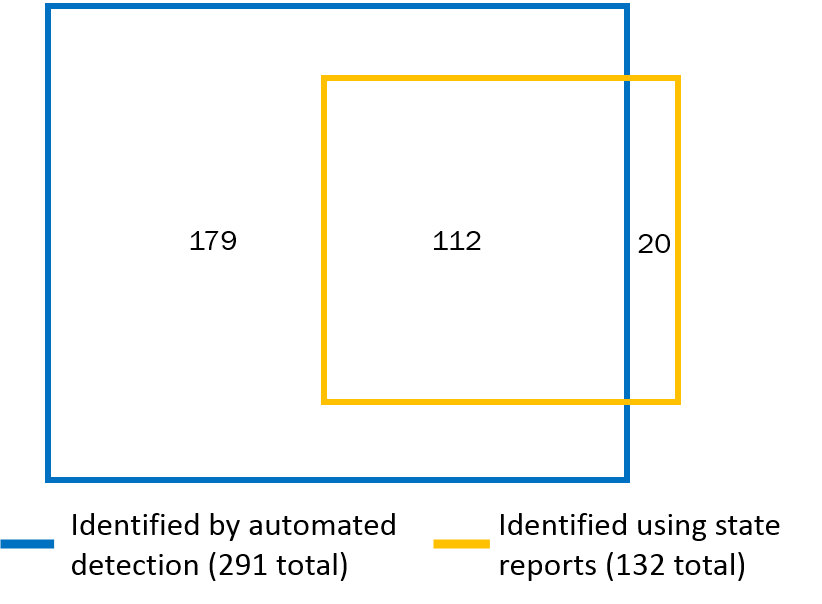 179
112
20
Identified by automated
detection (291 total)
Identified using state
reports (132 total)